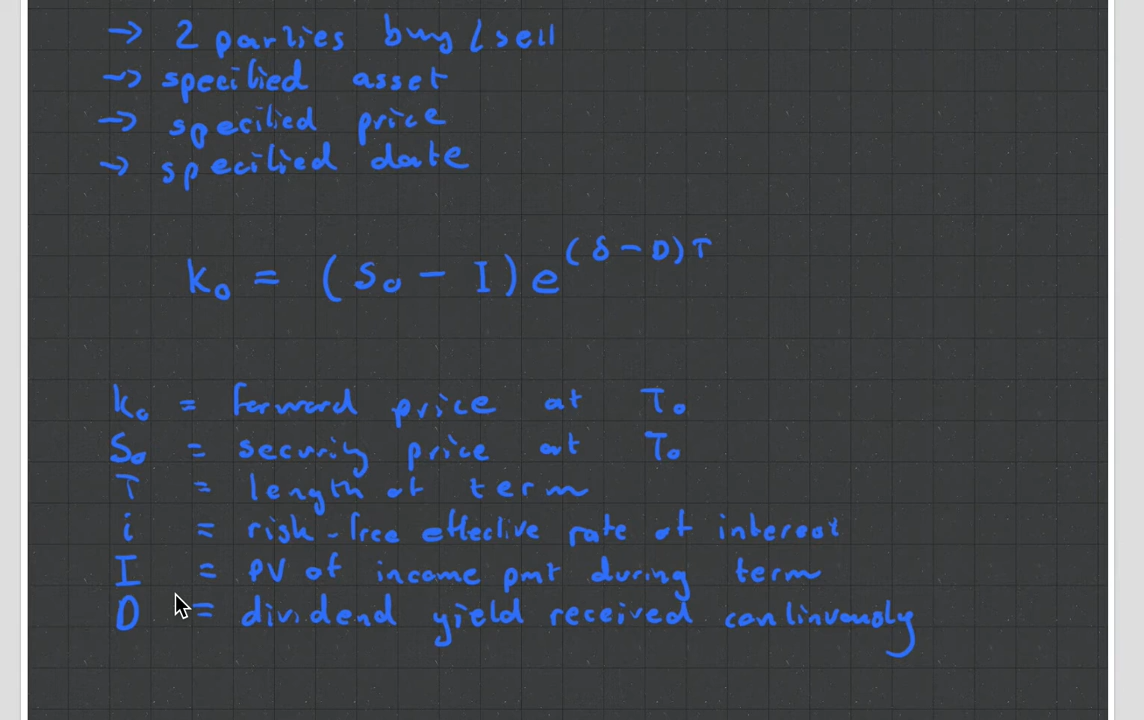 → 2 parties buy / sell
→ specified asset
→ specified price
→ specified date
k₀ = (S₀ − I) e^(δ − D)T
k₀ = forward price at T₀
S₀ = security price at T₀
T = length of term
i = risk-free effective rate of interest
I = PV of income pmt during term
D = dividend yield received continuously